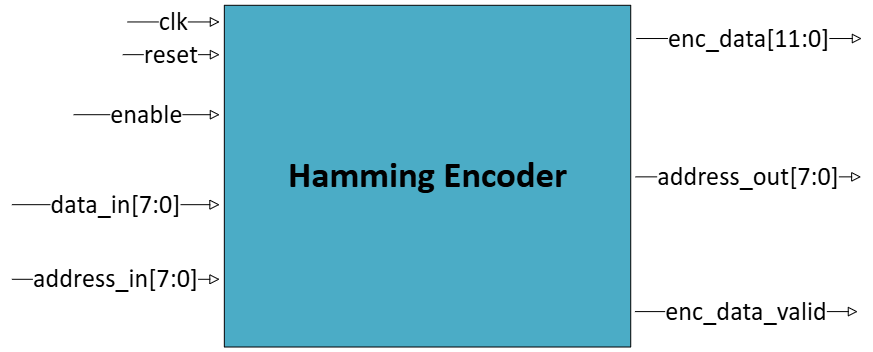 clk
reset
enable
data_in[7:0]
address_in[7:0]
Hamming Encoder
enc_data[11:0]
address_out[7:0]
enc_data_valid